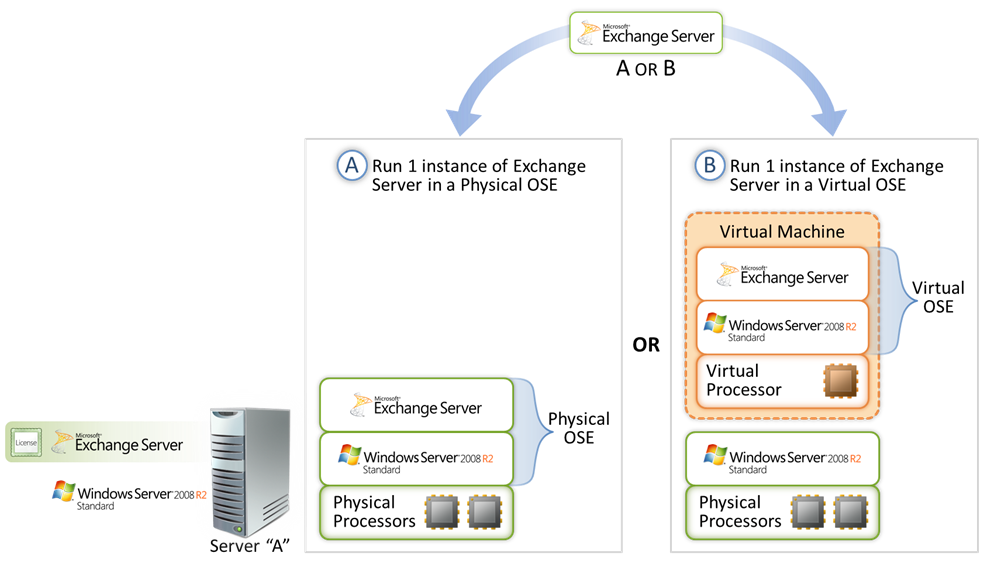 Microsoft®
Exchange Server
A OR B
A Run 1 instance of Exchange
Server in a Physical OSE
B Run 1 instance of Exchange
Server in a Virtual OSE
Virtual Machine
Microsoft®
Exchange Server
Windows Server® 2008 R2
Standard
Virtual
OSE
Virtual
Processor
OR
Microsoft®
Exchange Server
Windows Server® 2008 R2
Standard
Physical
OSE
Physical
Processors
Windows Server® 2008 R2
Standard
Physical
Processors
License
Microsoft®
Exchange Server
Windows Server® 2008 R2
Standard
Server “A”